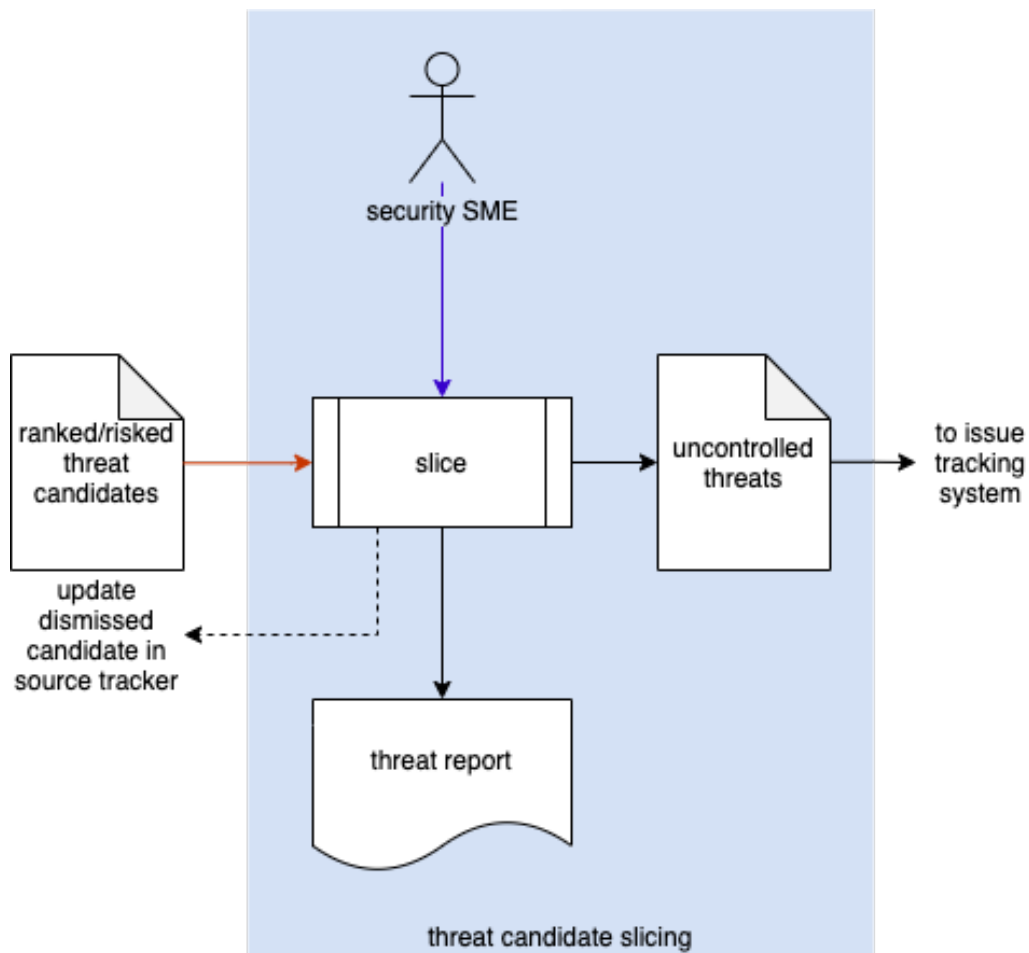 security SME
ranked/risked
threat
candidates
slice
uncontrolled
threats
to issue
tracking
system
update
dismissed
candidate in
source tracker
threat report
threat candidate slicing